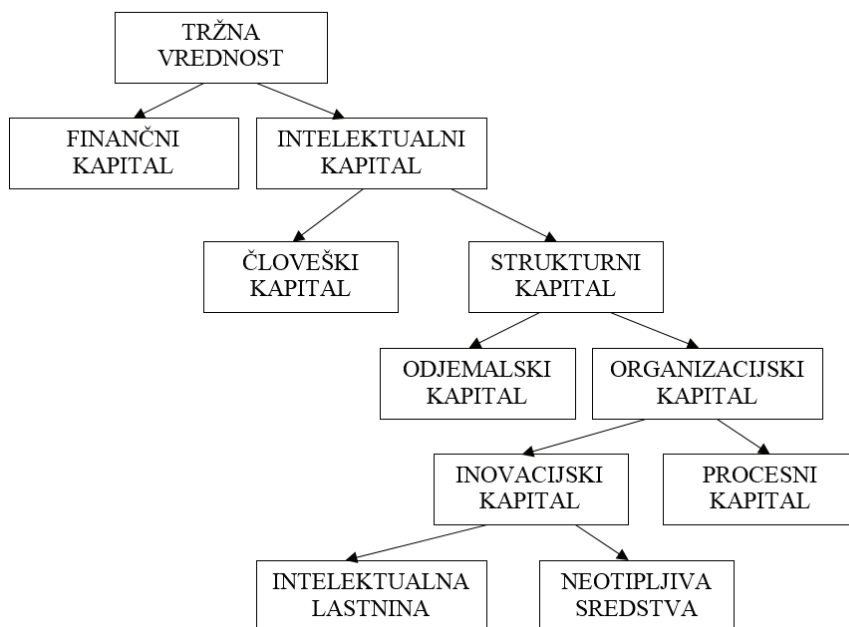 TRŽNA
VREDNOST
FINANČNI
KAPITAL
INTELEKTUALNI
KAPITAL
ČLOVEŠKI
KAPITAL
STRUKTURNI
KAPITAL
ODJEMALSKI
KAPITAL
ORGANIZACIJSKI
KAPITAL
INOVACIJSKI
KAPITAL
PROCESNI
KAPITAL
INTELEKTUALNA
LASTNINA
NEOTIPLJIVA
SREDSTVA